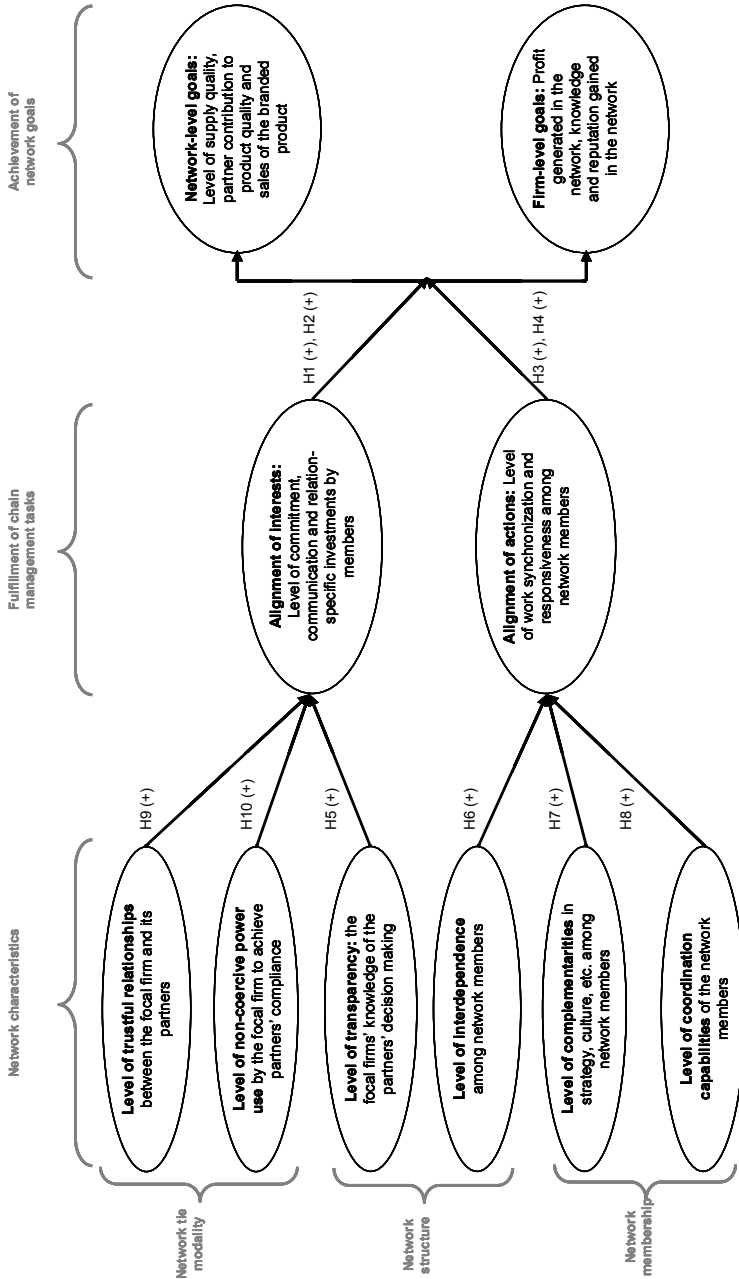 Network characteristics
Fulfillment of chain
management tasks
Achievement of
network goals
Network tie
modality
Network
structure
Network
membership
Level of trustful relationships
between the focal firm and its
partners
Level of non-coercive power
use by the focal firm to achieve
partners' compliance
Level of transparency: the
focal firms' knowledge of the
partners' decision making
Level of interdependence
among network members
Level of complementarities in
strategy, culture, etc. among
network members
Level of coordination
capabilities of the network
members
H9 (+)
H10 (+)
H5 (+)
H6 (+)
H7 (+)
H8 (+)
Alignment of interests:
Level of commitment,
communication and relation-
specific investments by
members
Alignment of actions: Level
of work synchronization and
responsiveness among
network members
H1 (+), H2 (+)
H3 (+), H4 (+)
Network-level goals:
Level of supply quality,
partner contribution to
product quality and
sales of the branded
product
Firm-level goals: Profit
generated in the
network, knowledge
and reputation gained
in the network